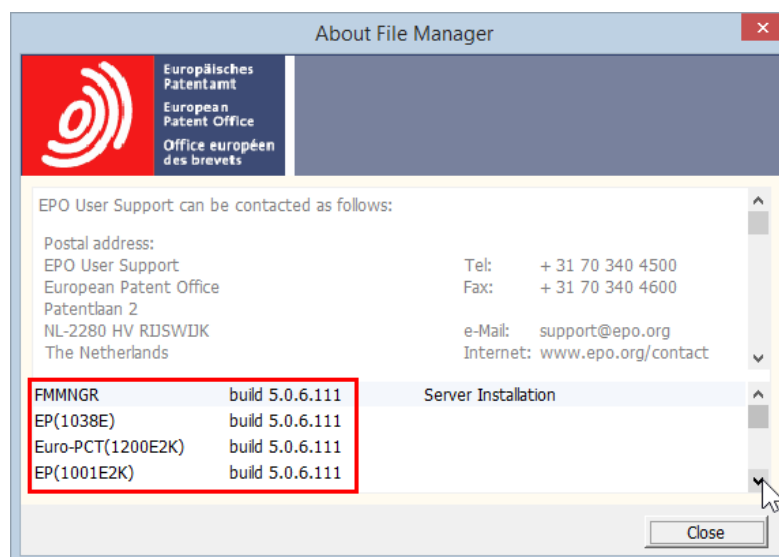 About File Manager
Europäisches
Patentamt
European
Patent Office
Office européen
des brevets
EPO User Support can be contacted as follows:
Postal address:
EPO User Support Tel: + 31 70 340 4500
European Patent Office Fax: + 31 70 340 4600
Patentlaan 2
NL-2280 HV RIJSWIJK e-Mail: support@epo.org
The Netherlands Internet: www.epo.org/contact
FMMNGR build 5.0.6.111 Server Installation
EP(1038E) build 5.0.6.111
Euro-PCT(1200E2K) build 5.0.6.111
EP(1001E2K) build 5.0.6.111
Close